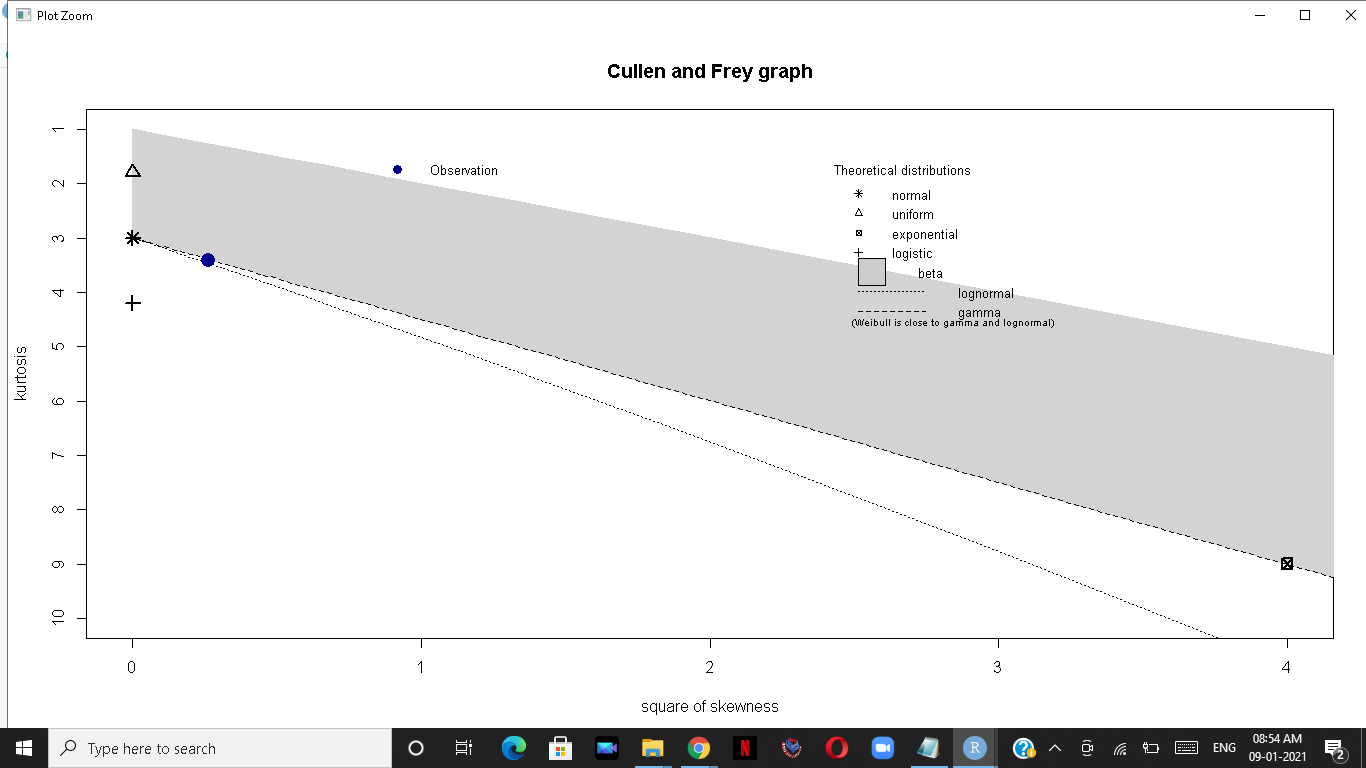 Plot Zoom
Cullen and Frey graph
kurtosis
1
2
3
4
5
6
7
8
9
10
Observation
Theoretical distributions
normal
uniform
exponential
logistic
beta
lognormal
gamma
(Weibull is close to gamma and lognormal)
0 1 2 3 4
square of skewness
Type here to search
N
R
ENG
08:54 AM
09-01-2021
2